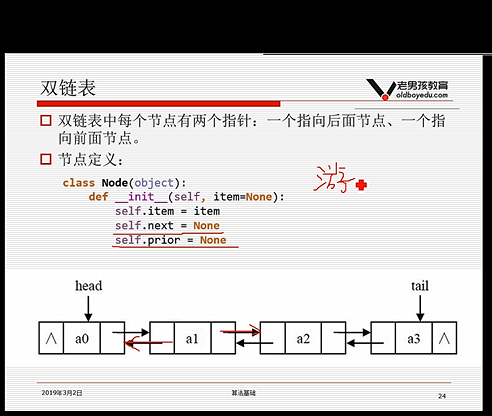 双链表
老男孩教育
oldboyedu.com
双链表中每个节点有两个指针：一个指向后面节点、一个指
向前面节点。
节点定义：
class Node(object):
def __init__(self, item=None):
self.item = item
self.next = None
self.prior = None
head
tail
∧ a0 a1 a2 a3 ∧
2019年3月2日
算法基础
24